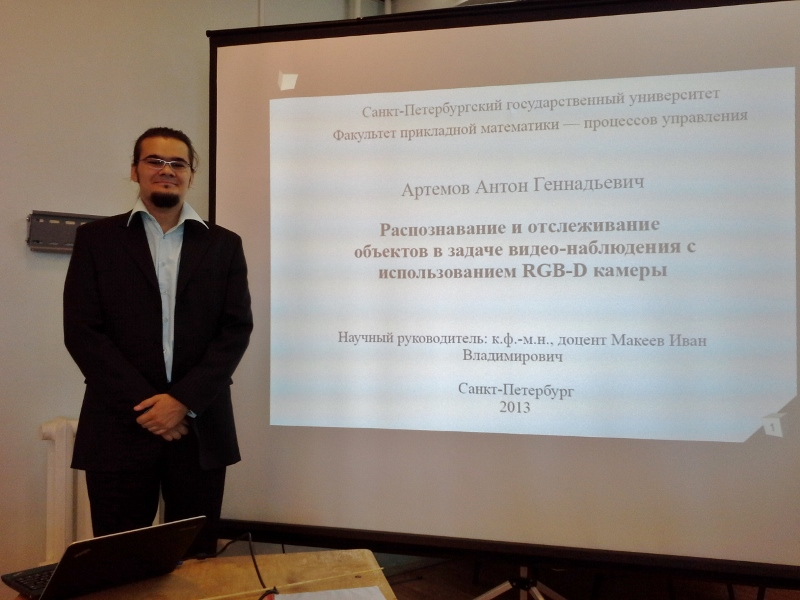 Санкт-Петербургский государственный университет
Факультет прикладной математики — процессов управления
Артемов Антон Геннадьевич
Распознавание и отслеживание
объектов в задаче видео-наблюдения с
использованием RGB-D камеры
Научный руководитель: к.ф.-м.н., доцент Макеев Иван
Владимирович
Санкт-Петербург
2013
1